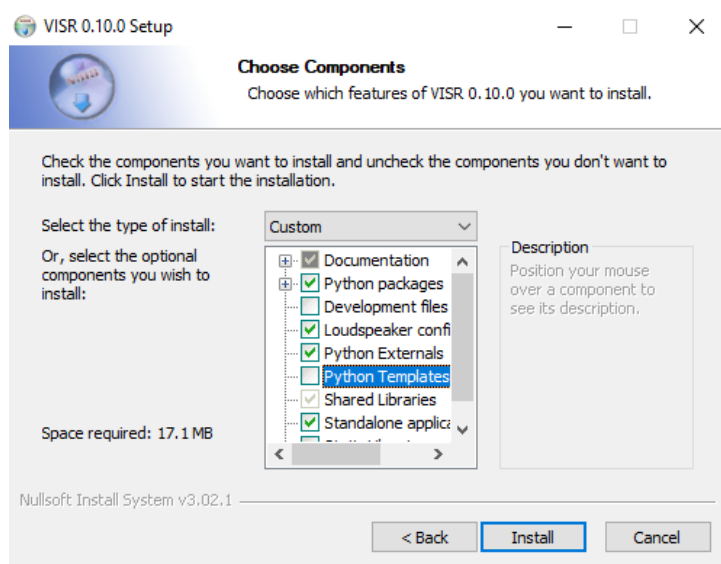 VISR 0.10.0 Setup
Choose Components
Choose which features of VISR 0.10.0 you want to install.
Check the components you want to install and uncheck the components you don't want to
install. Click Install to start the installation.
Select the type of install:
Custom
Or, select the optional
components you wish to
install:
Documentation
Python packages
Development files
Loudspeaker confi
Python Externals
Python Templates
Shared Libraries
Standalone applica
Description
Position your mouse
over a component to
see its description.
Space required: 17.1 MB
Nullsoft Install System v3.02.1
< Back
Install
Cancel